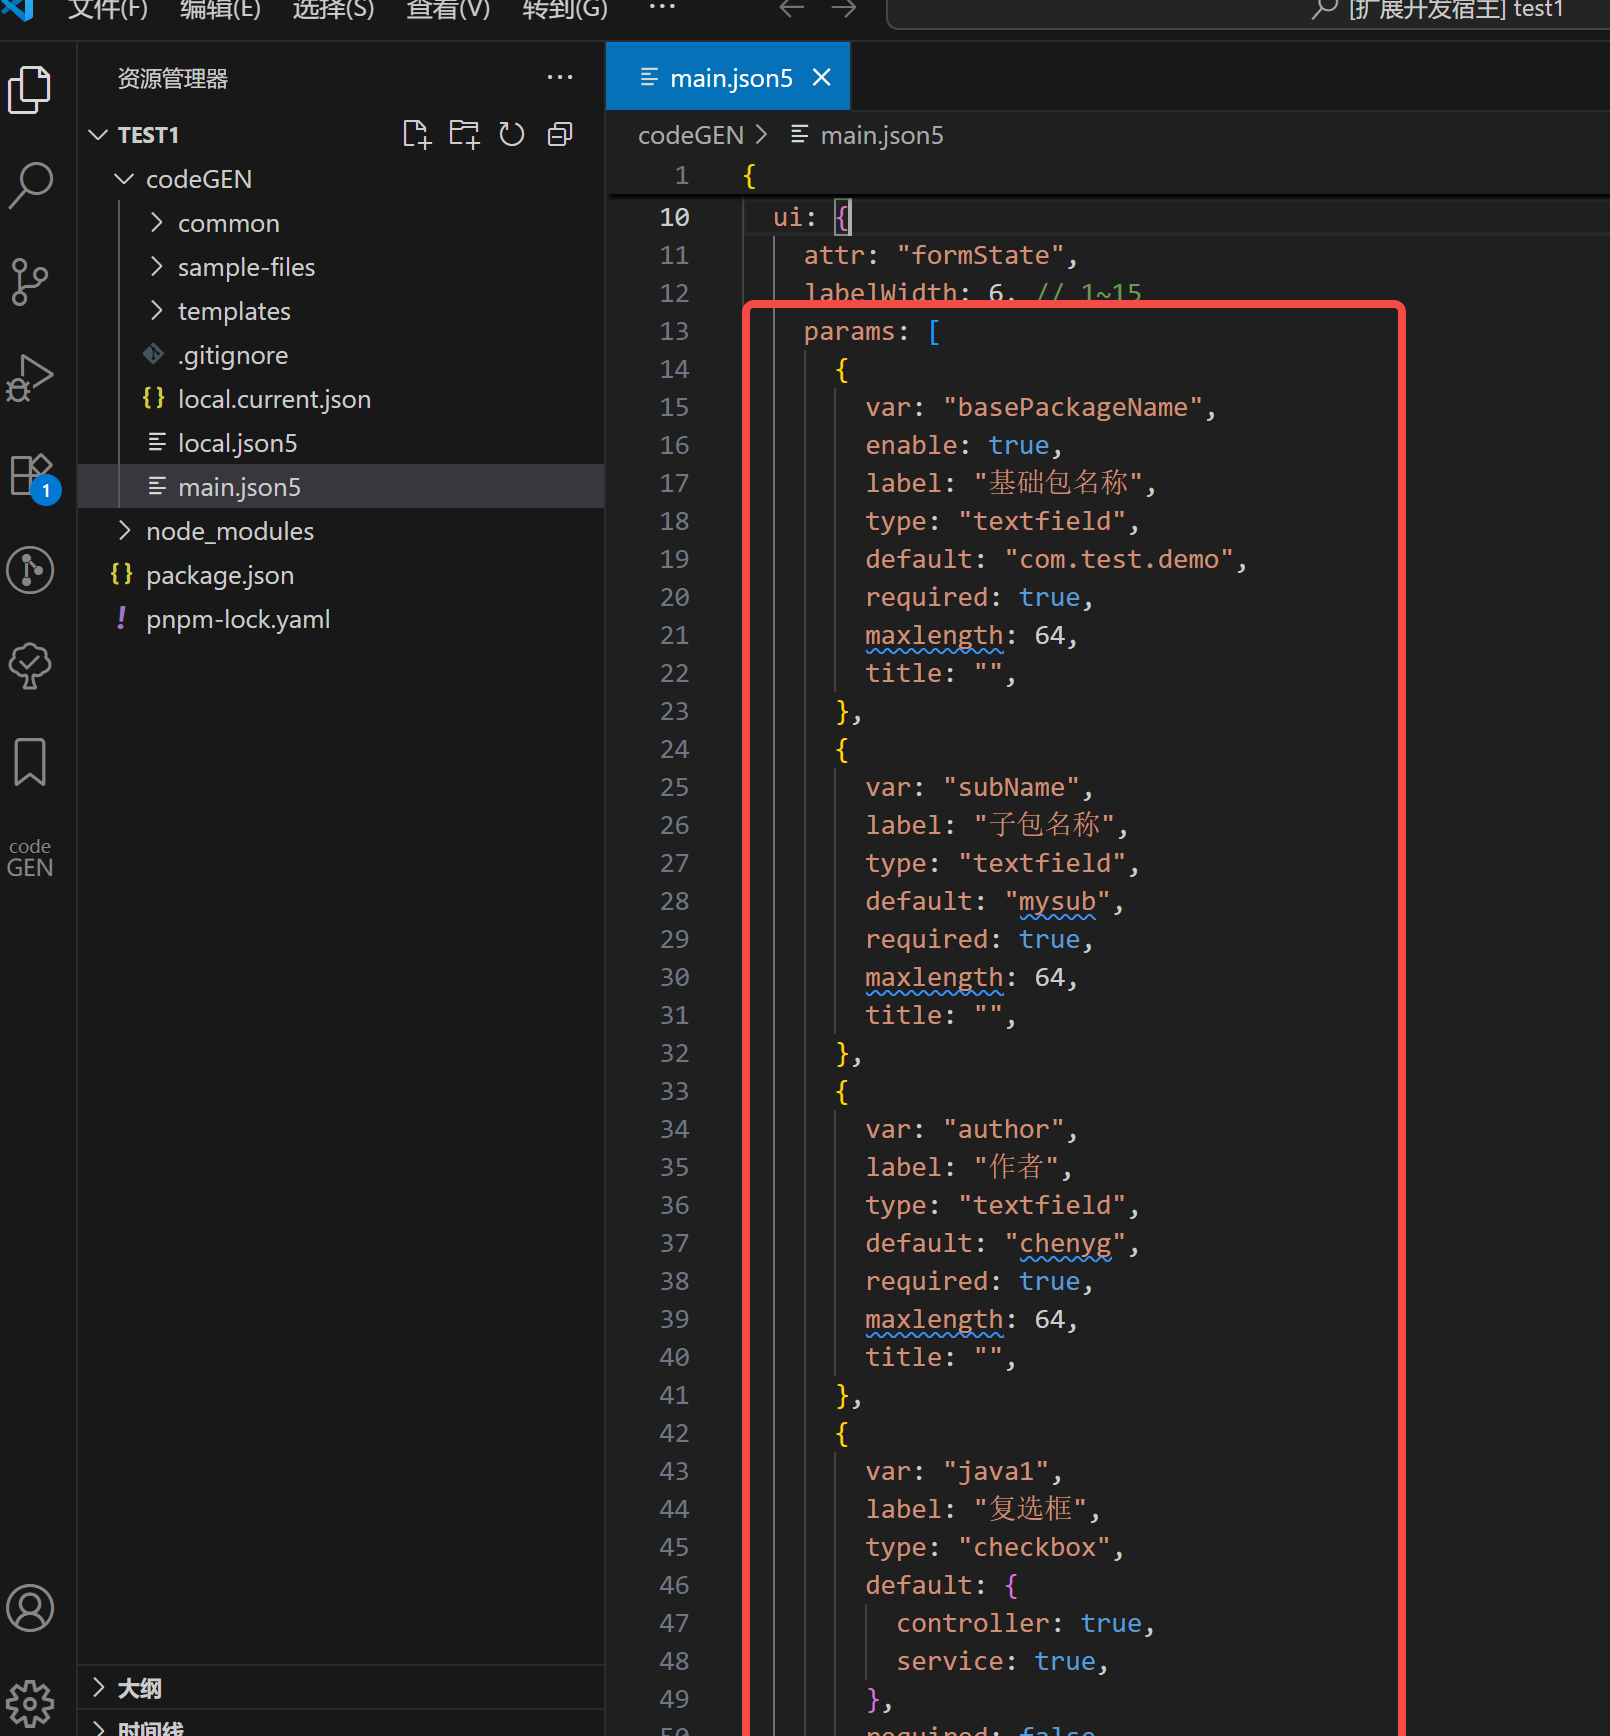 文件(F) 编辑(E) 选择(S) 查看(V) 转到(G) ··· [扩展开发宿主] test1
资源管理器 ···
TEST1
codeGEN
common
sample-files
templates
.gitignore
local.current.json
local.json5
main.json5
node_modules
package.json
pnpm-lock.yaml
1
code
GEN
大纲
时间线
main.json5
codeGEN > main.json5
1 {
10 ui: {
11 attr: "formState",
12 labelWidth: 6, // 1~15
13 params: [
14 {
15 var: "basePackageName",
16 enable: true,
17 label: "基础包名称",
18 type: "textfield",
19 default: "com.test.demo",
20 required: true,
21 maxlength: 64,
22 title: "",
23 },
24 {
25 var: "subName",
26 label: "子包名称",
27 type: "textfield",
28 default: "mysub",
29 required: true,
30 maxlength: 64,
31 title: "",
32 },
33 {
34 var: "author",
35 label: "作者",
36 type: "textfield",
37 default: "chenyg",
38 required: true,
39 maxlength: 64,
40 title: "",
41 },
42 {
43 var: "java1",
44 label: "复选框",
45 type: "checkbox",
46 default: {
47 controller: true,
48 service: true,
49 },
50 required: false